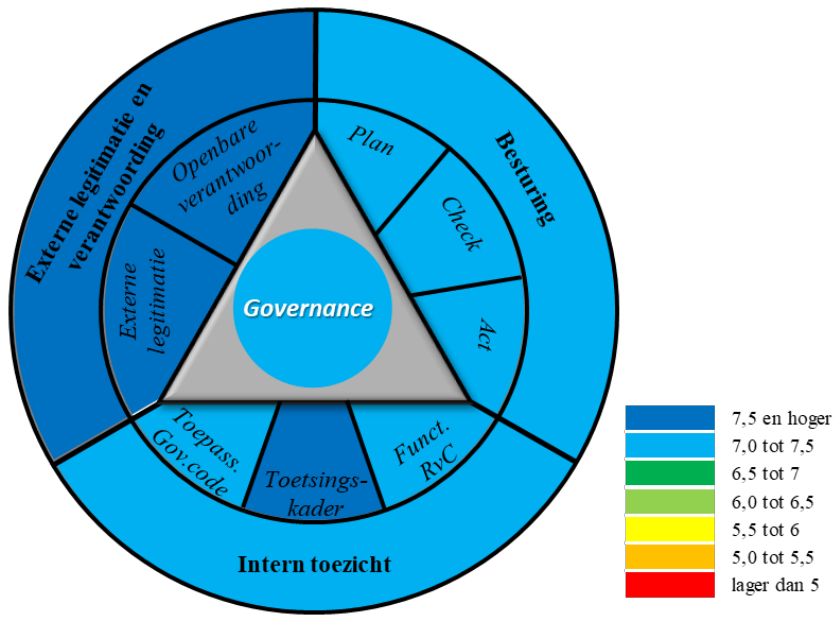 Externe legitimatie en
verantwoording
Openbare
verantwoor-
ding
Externe
legitimatie
Plan
Check
Act
Besturing
Governance
Toepass.
Gov.code
Toetsings-
kader
Funct.
RvC
Intern toezicht
7,5 en hoger
7,0 tot 7,5
6,5 tot 7
6,0 tot 6,5
5,5 tot 6
5,0 tot 5,5
lager dan 5